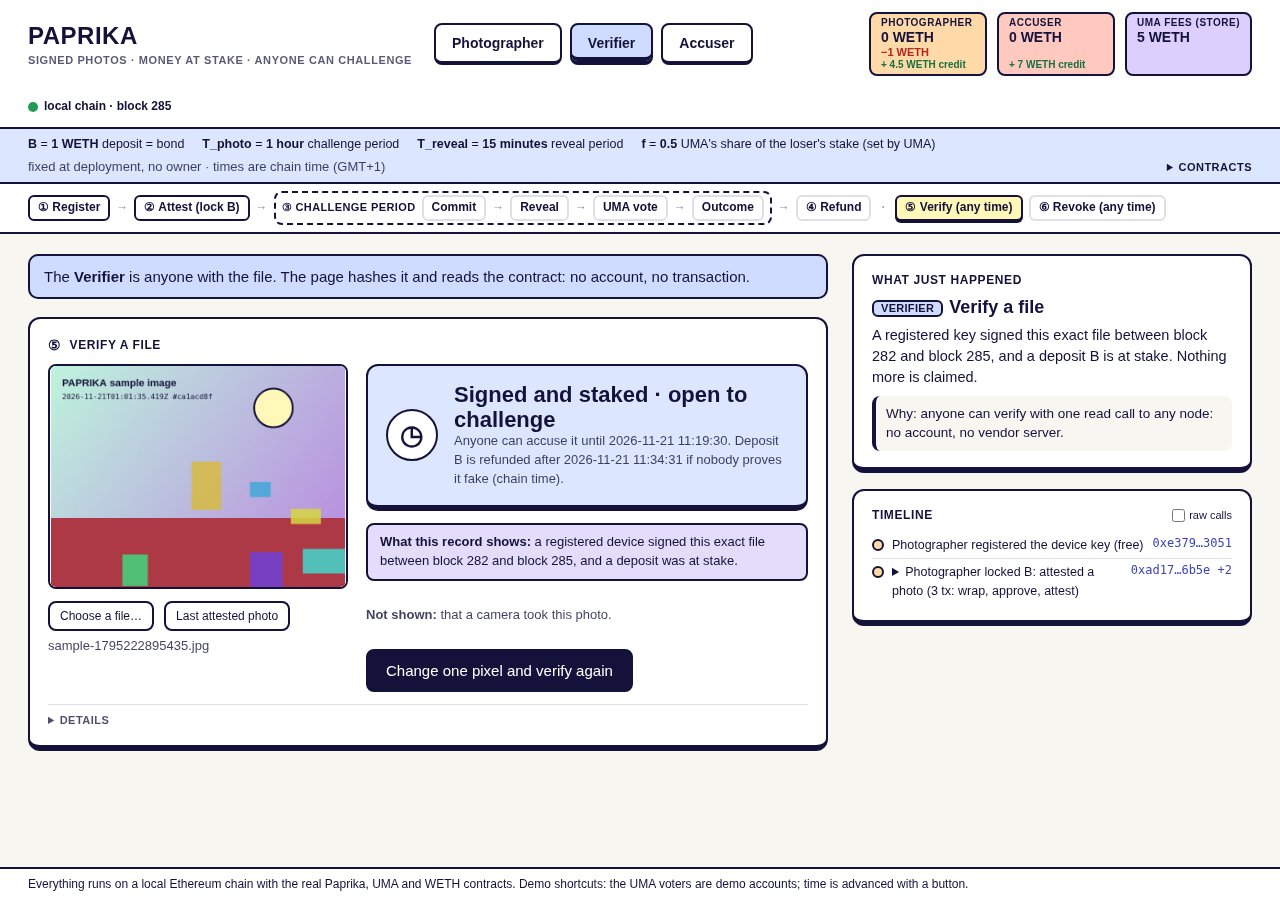 PAPRIKA
SIGNED PHOTOS · MONEY AT STAKE · ANYONE CAN CHALLENGE
Photographer
Verifier
Accuser
PHOTOGRAPHER
0 WETH
−1 WETH
+ 4.5 WETH credit
ACCUSER
0 WETH
+ 7 WETH credit
UMA FEES (STORE)
5 WETH
local chain · block 285
B = 1 WETH deposit = bond T_photo = 1 hour challenge period T_reveal = 15 minutes reveal period f = 0.5 UMA's share of the loser's stake (set by UMA)
fixed at deployment, no owner · times are chain time (GMT+1)
▸ CONTRACTS
① Register → ② Attest (lock B) → ③ CHALLENGE PERIOD Commit → Reveal → UMA vote → Outcome → ④ Refund · ⑤ Verify (any time) ⑥ Revoke (any time)
The Verifier is anyone with the file. The page hashes it and reads the contract: no account, no transaction.
⑤ VERIFY A FILE
PAPRIKA sample image
2026-11-21T01:01:35.419Z #ca1acd8f
Choose a file…
Last attested photo
sample-1795222895435.jpg
Signed and staked · open to
challenge
Anyone can accuse it until 2026-11-21 11:19:30. Deposit
B is refunded after 2026-11-21 11:34:31 if nobody proves
it fake (chain time).
What this record shows: a registered device signed this exact file
between block 282 and block 285, and a deposit was at stake.
Not shown: that a camera took this photo.
Change one pixel and verify again
▸ DETAILS
WHAT JUST HAPPENED
VERIFIER Verify a file
A registered key signed this exact file between block
282 and block 285, and a deposit B is at stake. Nothing
more is claimed.
Why: anyone can verify with one read call to any node:
no account, no vendor server.
TIMELINE
raw calls
Photographer registered the device key (free) 0xe379…3051
▸ Photographer locked B: attested a 0xad17…6b5e +2
photo (3 tx: wrap, approve, attest)
Everything runs on a local Ethereum chain with the real Paprika, UMA and WETH contracts. Demo shortcuts: the UMA voters are demo accounts; time is advanced with a button.